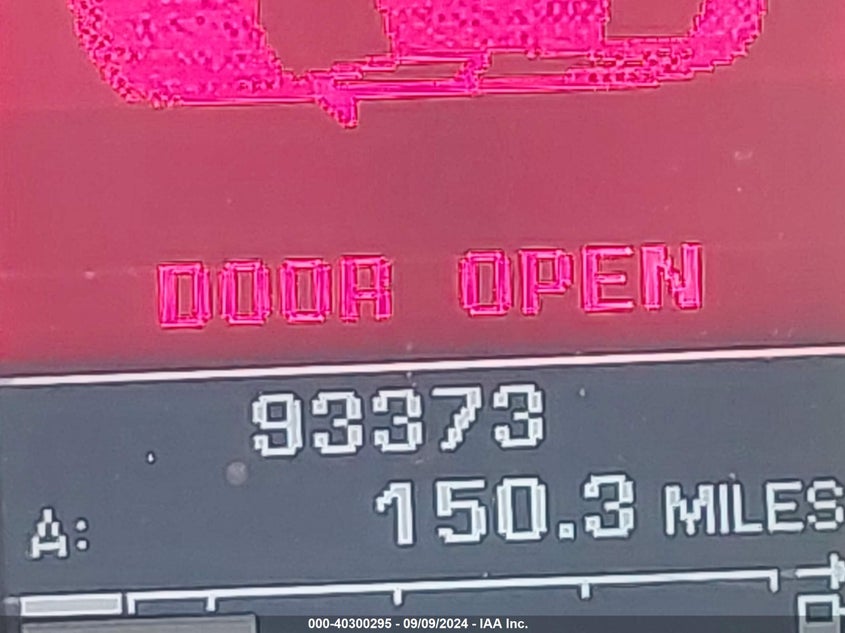 DOOR OPEN
93373
A: 150.3 MILES
000-40300295 - 09/09/2024 - IAA Inc.